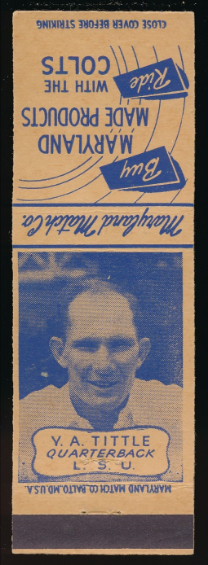 CLOSE COVER BEFORE STRIKING
Ride
WITH THE
COLTS
Buy
MARYLAND
MADE PRODUCTS
Maryland Match Co.
Y. A. TITTLE
QUARTERBACK
L. S. U.
MARYLAND MATCH CO. BALTO. MD. U.S.A.